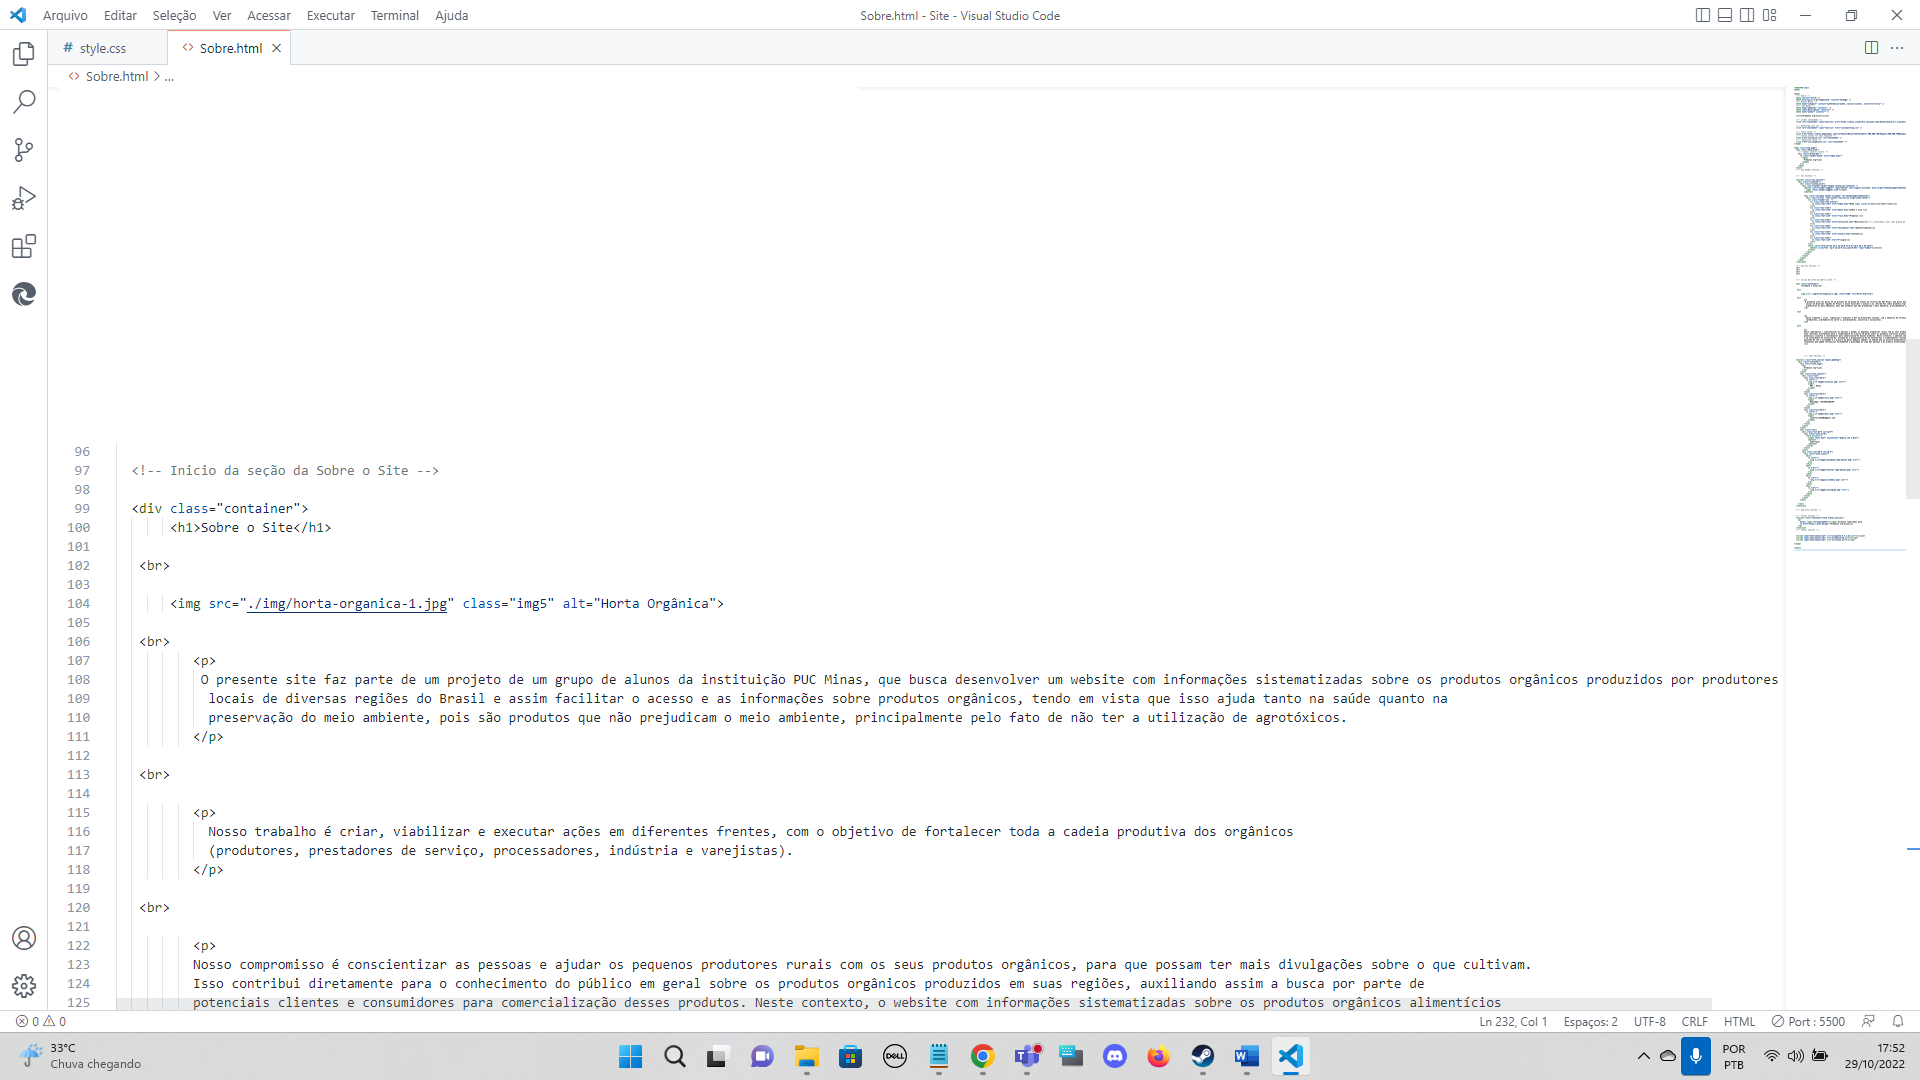 Arquivo Editar Seleção Ver Acessar Executar Terminal Ajuda
Sobre.html - Site - Visual Studio Code
# style.css
<> Sobre.html
<> Sobre.html > ...
96
97 <!-- Inicio da seção da Sobre o Site -->
98
99 <div class="container">
100 <h1>Sobre o Site</h1>
101
102 <br>
103
104 <img src="./img/horta-organica-1.jpg" class="img5" alt="Horta Orgânica">
105
106 <br>
107 <p>
108 O presente site faz parte de um projeto de um grupo de alunos da instituição PUC Minas, que busca desenvolver um website com informações sistematizadas sobre os produtos orgânicos produzidos por produtores
109 locais de diversas regiões do Brasil e assim facilitar o acesso e as informações sobre produtos orgânicos, tendo em vista que isso ajuda tanto na saúde quanto na
110 preservação do meio ambiente, pois são produtos que não prejudicam o meio ambiente, principalmente pelo fato de não ter a utilização de agrotóxicos.
111 </p>
112
113 <br>
114
115 <p>
116 Nosso trabalho é criar, viabilizar e executar ações em diferentes frentes, com o objetivo de fortalecer toda a cadeia produtiva dos orgânicos
117 (produtores, prestadores de serviço, processadores, indústria e varejistas).
118 </p>
119
120 <br>
121
122 <p>
123 Nosso compromisso é conscientizar as pessoas e ajudar os pequenos produtores rurais com os seus produtos orgânicos, para que possam ter mais divulgações sobre o que cultivam.
124 Isso contribui diretamente para o conhecimento do público em geral sobre os produtos orgânicos produzidos em suas regiões, auxiliando assim a busca por parte de
125 potenciais clientes e consumidores para comercialização desses produtos. Neste contexto, o website com informações sistematizadas sobre os produtos orgânicos alimentícios
0 0
Ln 232, Col 1 Espaços: 2 UTF-8 CRLF HTML Port : 5500
33°C
Chuva chegando
DELL
POR
PTB
17:52
29/10/2022